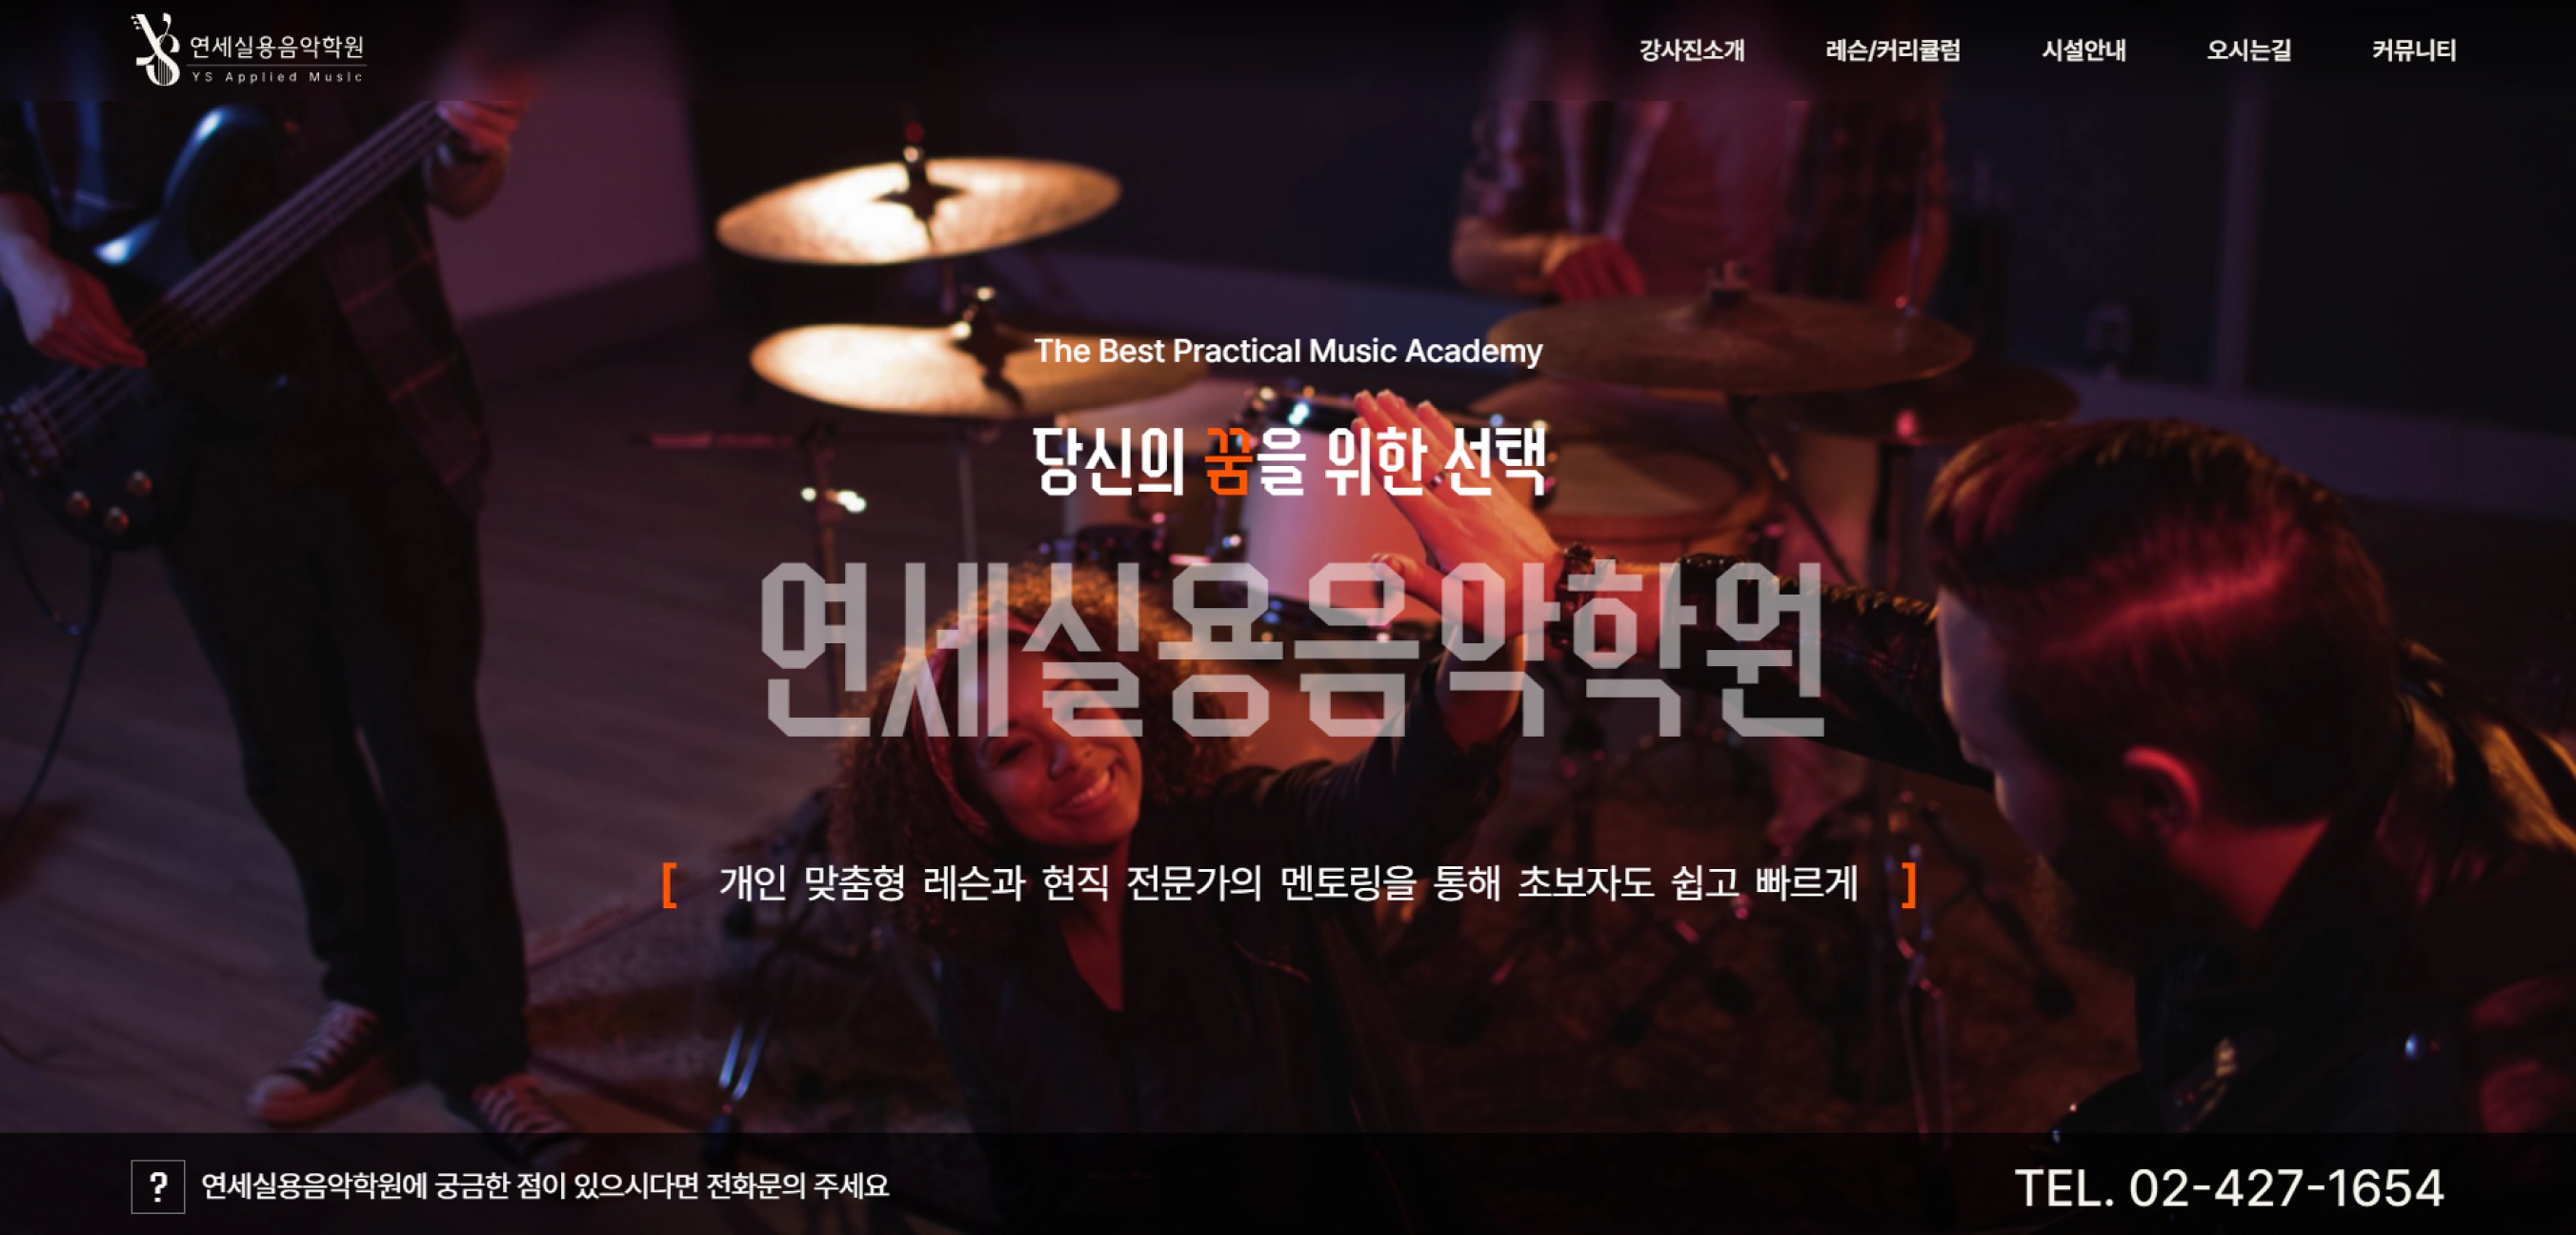 연세실용음악학원
YS Applied Music
강사진소개 레슨/커리큘럼 시설안내 오시는길 커뮤니티
The Best Practical Music Academy
당신의 꿈을 위한 선택
연세실용음악학원
[ 개인 맞춤형 레슨과 현직 전문가의 멘토링을 통해 초보자도 쉽고 빠르게 ]
? 연세실용음악학원에 궁금한 점이 있으시다면 전화문의 주세요
TEL. 02-427-1654